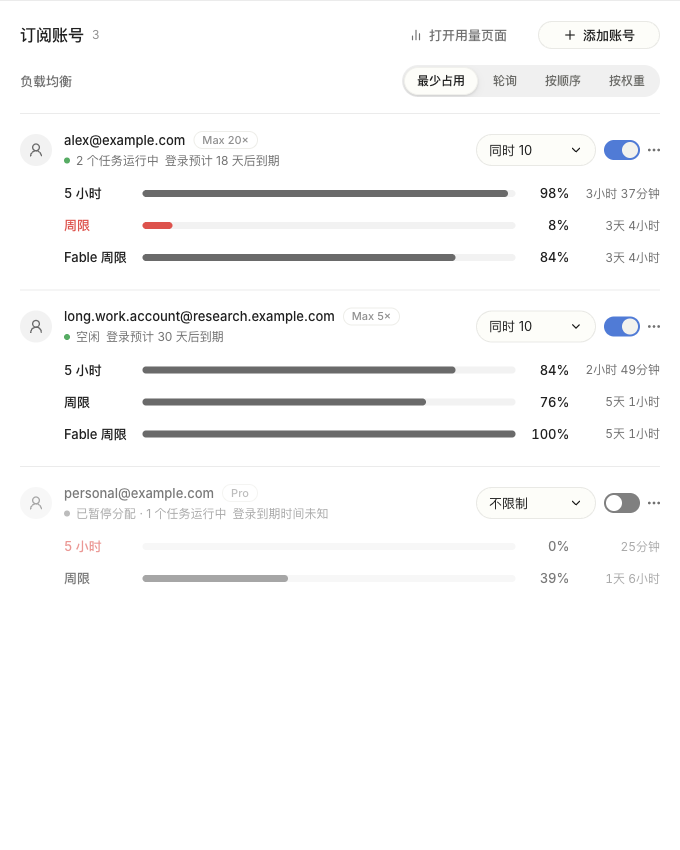 订阅账号 3 打开用量页面 + 添加账号
负载均衡 最少占用 轮询 按顺序 按权重
alex@example.com Max 20× 同时 10
2 个任务运行中 登录预计 18 天后到期
5 小时 98% 3小时 37分钟
周限 8% 3天 4小时
Fable 周限 84% 3天 4小时
long.work.account@research.example.com Max 5× 同时 10
空闲 登录预计 30 天后到期
5 小时 84% 2小时 49分钟
周限 76% 5天 1小时
Fable 周限 100% 5天 1小时
personal@example.com Pro 不限制
已暂停分配 · 1 个任务运行中 登录到期时间未知
5 小时 0% 25分钟
周限 39% 1天 6小时